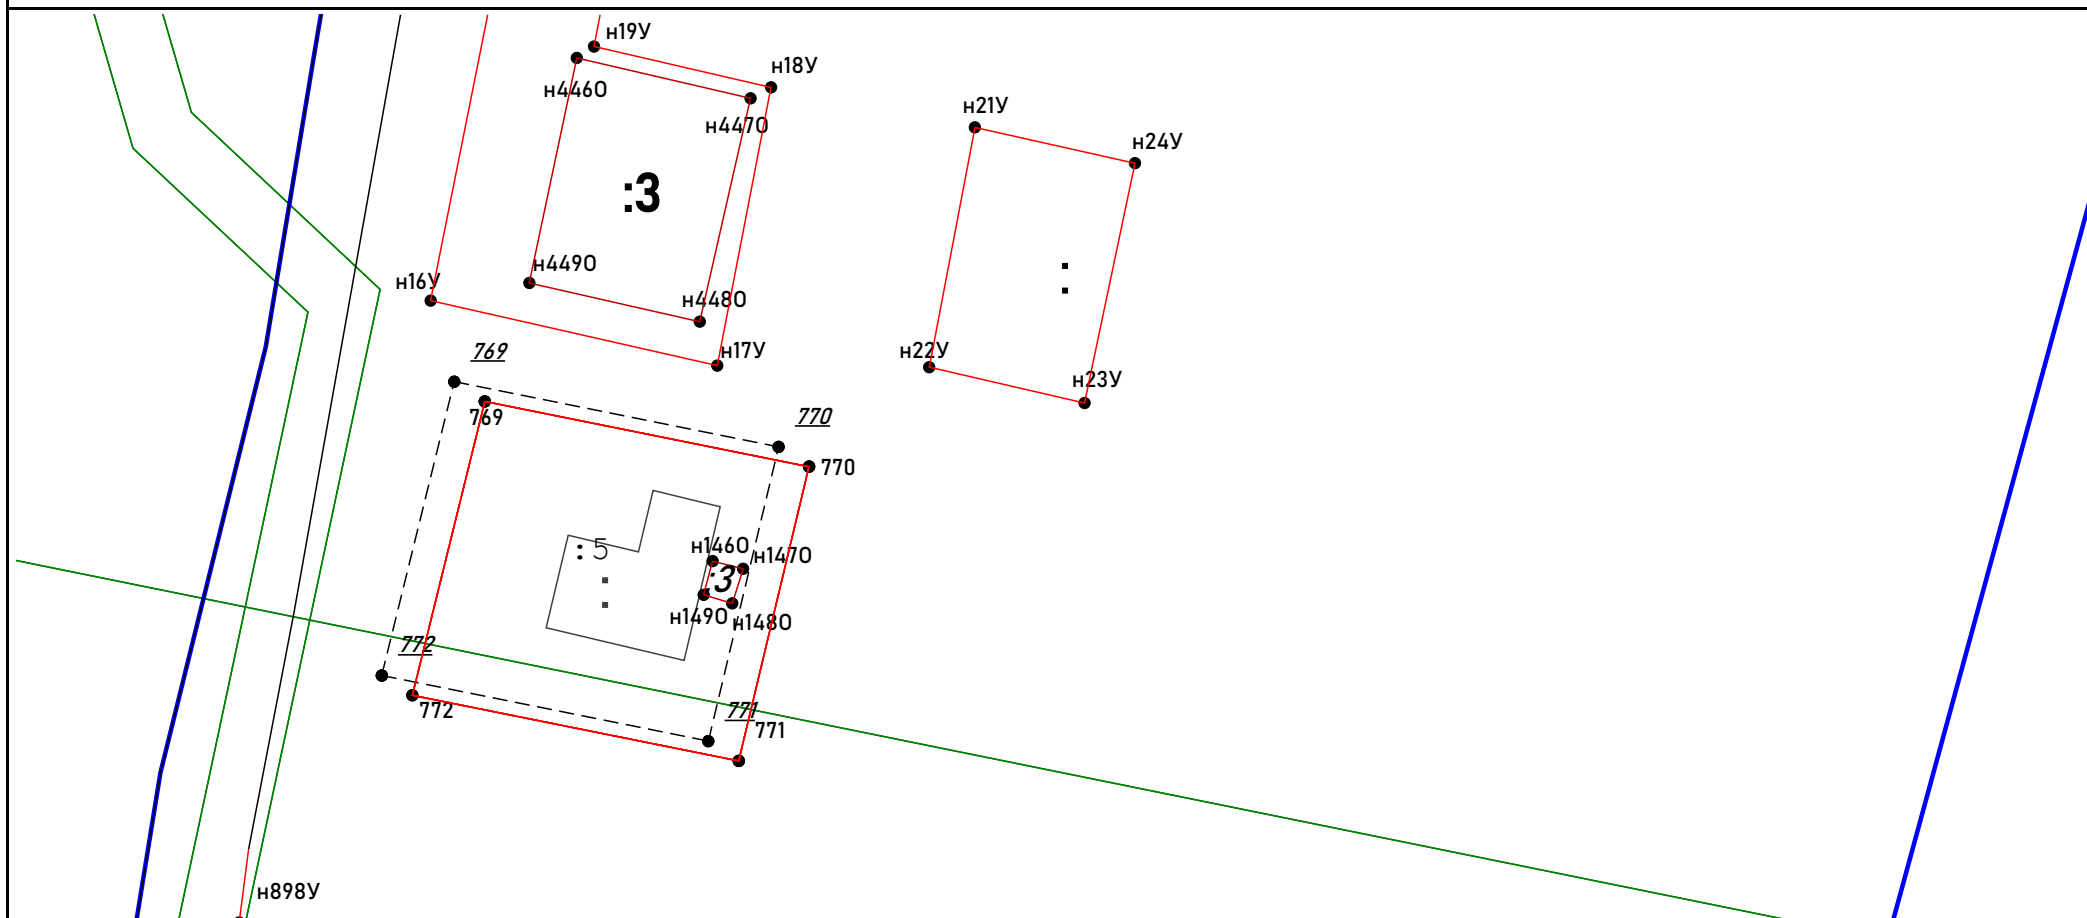 н19У
н18У
н446О
н447О
н21У
н24У
:3
н449О
н16У
н448О
:
н17У
н22У
н23У
769
769
770
770
:5
н146О
н147О
:3
:
н149О
н148О
772
772
771
771
н898У